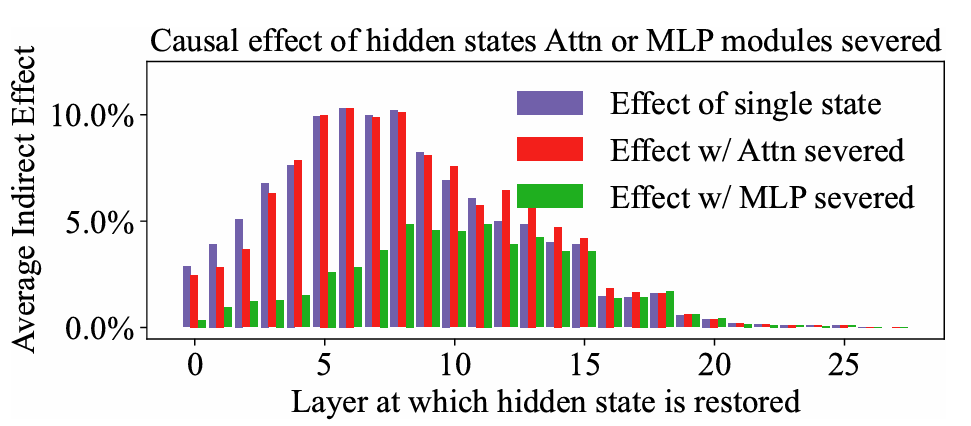 Causal effect of hidden states Attn or MLP modules severed
Average Indirect Effect
10.0%
5.0%
0.0%
Effect of single state
Effect w/ Attn severed
Effect w/ MLP severed
0 5 10 15 20 25
Layer at which hidden state is restored